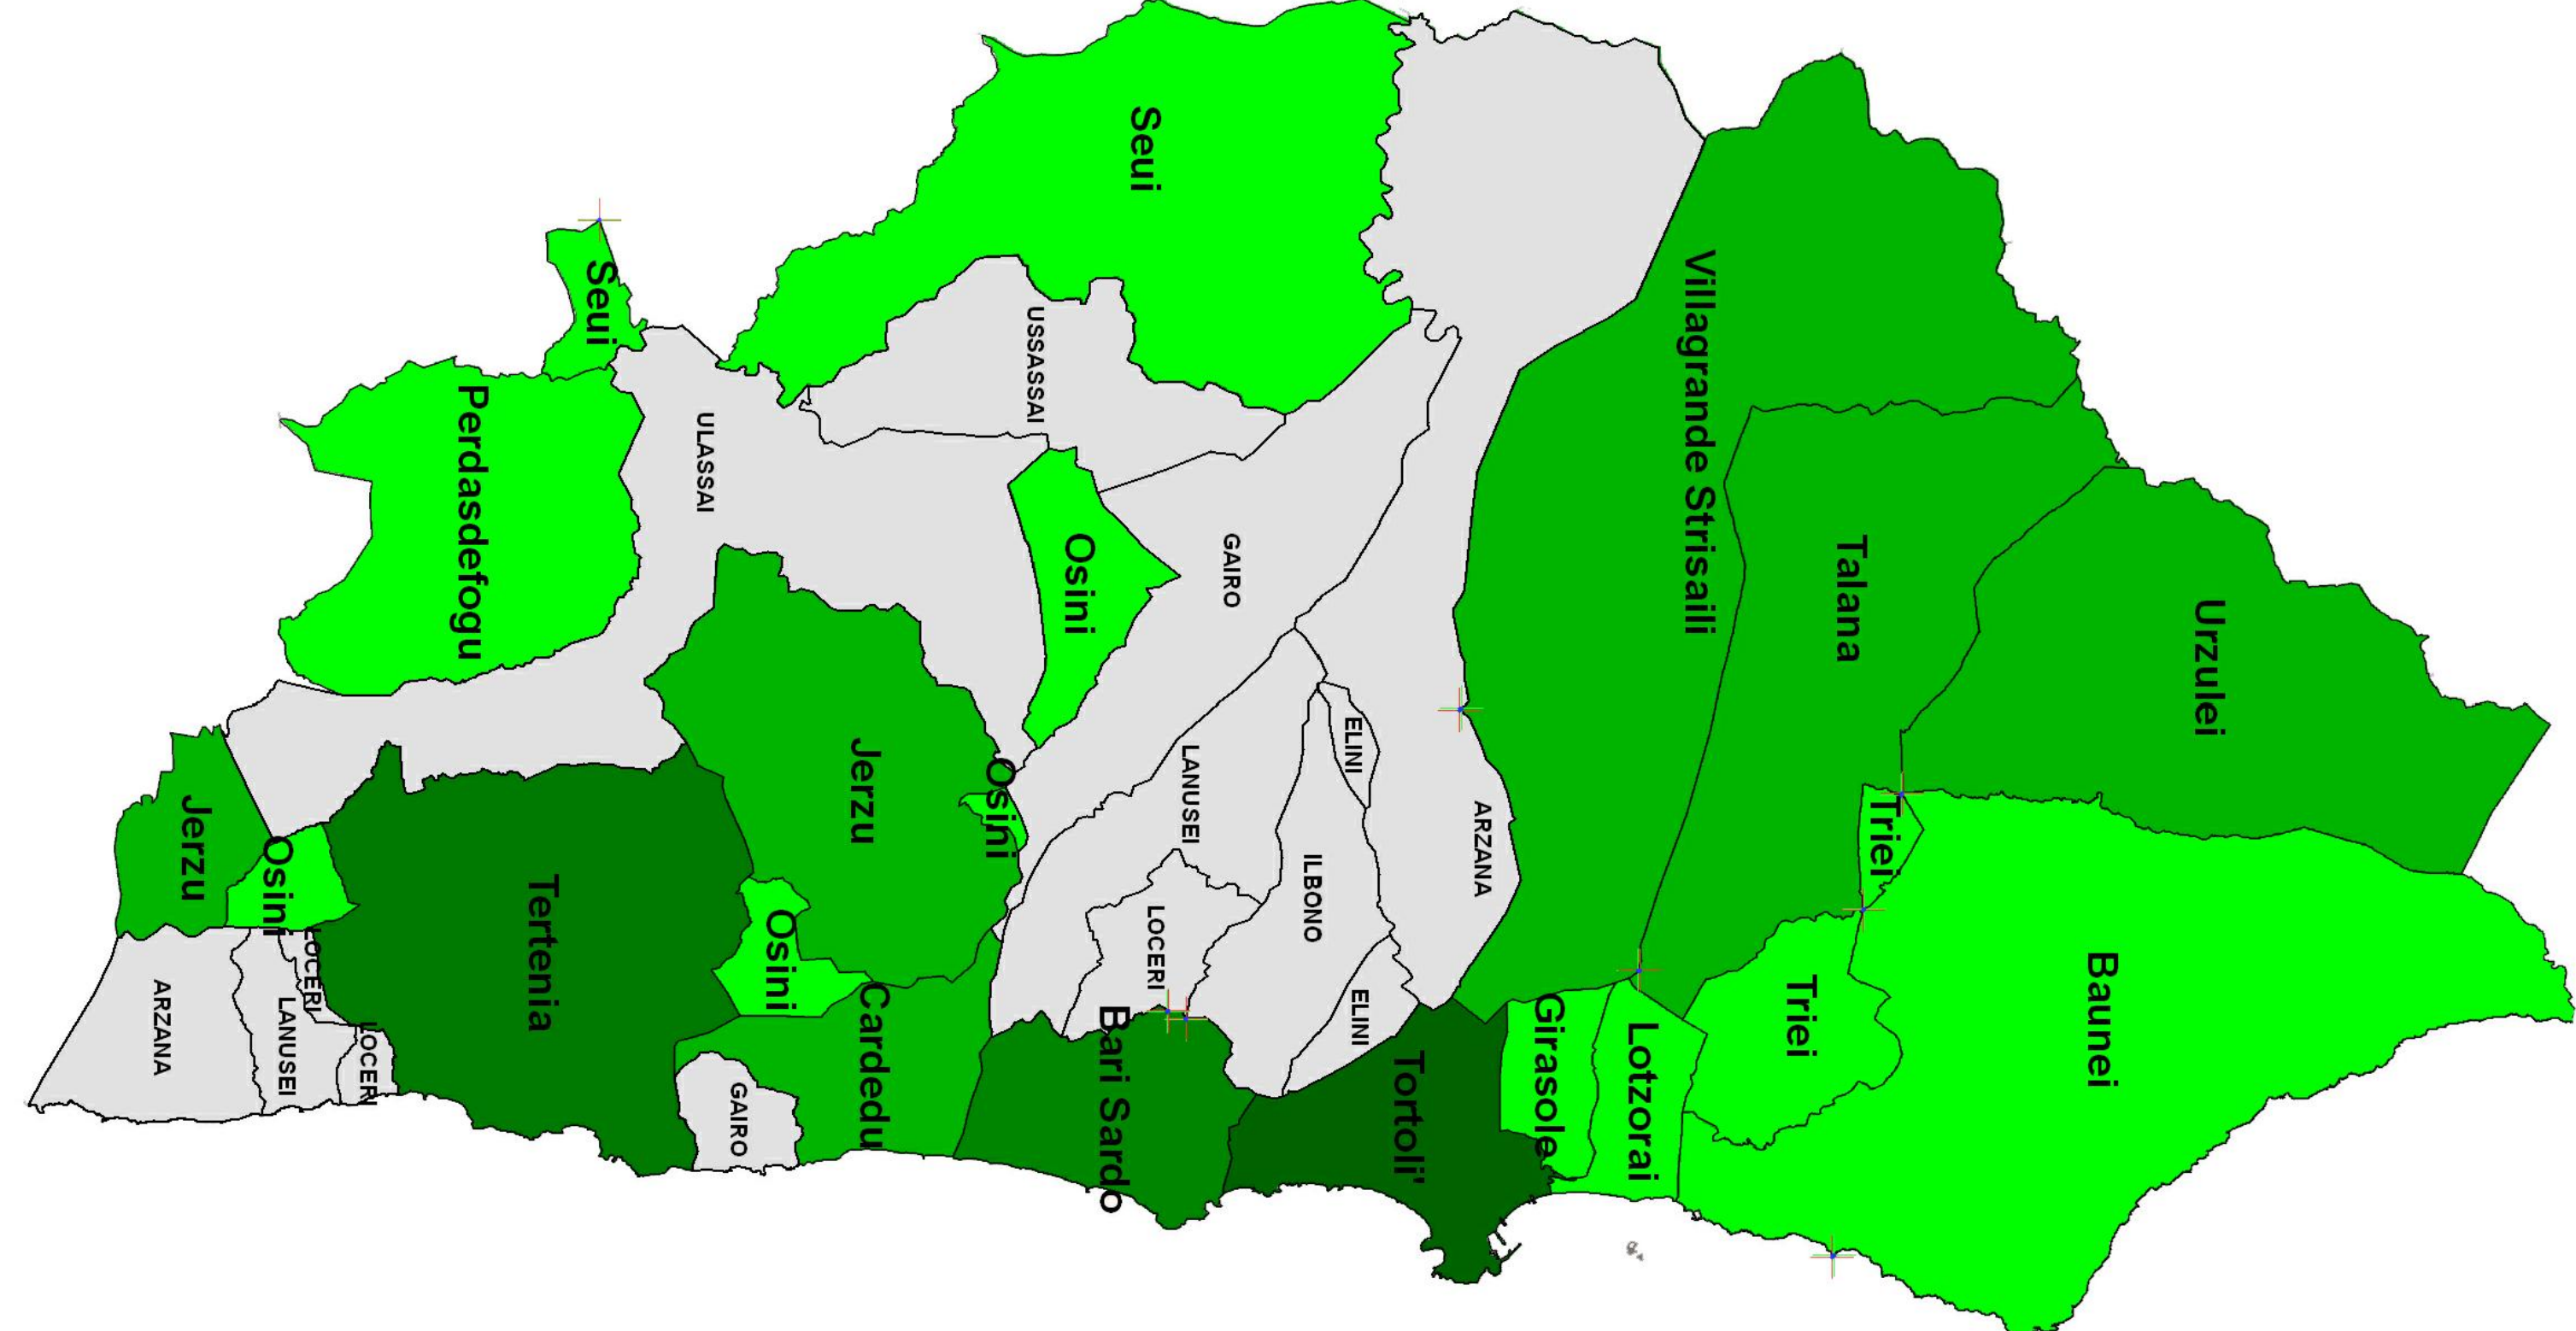 Urzulei
Baunei
Triei
Talana
Triei
Villagrande Strisaili
Lotzorai
Girasole
ARZANA
Tortoli'
ELINI
ELINI
ILBONO
GAIRO
LANUSEI
LOCERI
Seui
Bari Sardo
Osini
USSASSAI
Osini
Cardedu
Jerzu
Osini
GAIRO
ULASSAI
Seui
Tertenia
Perdasdefogu
LOCERI
LOCERI
LANUSEI
Osini
Jerzu
ARZANA